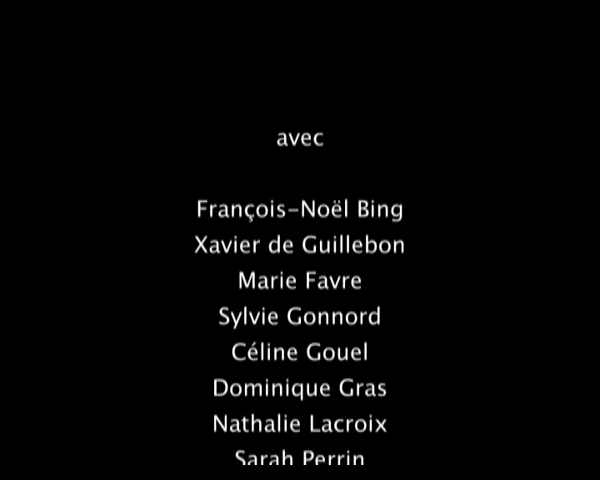 avec
François-Noël Bing
Xavier de Guillebon
Marie Favre
Sylvie Gonnord
Céline Gouel
Dominique Gras
Nathalie Lacroix
Sarah Perrin